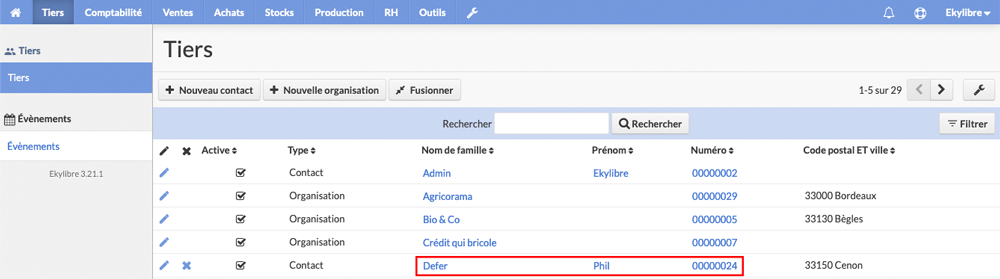 Tiers Comptabilité Ventes Achats Stocks Production RH Outils Ekylibre
Tiers
Tiers
Évènements
Évènements
Ekylibre 3.21.1
Tiers
Nouveau contact Nouvelle organisation Fusionner 1-5 sur 29
Rechercher Rechercher Filtrer
Active Type Nom de famille Prénom Numéro Code postal ET ville
Contact Admin Ekylibre 00000002
Organisation Agricorama 00000029 33000 Bordeaux
Organisation Bio & Co 00000005 33130 Bègles
Organisation Crédit qui bricole 00000007
Contact Defer Phil 00000024 33150 Cenon